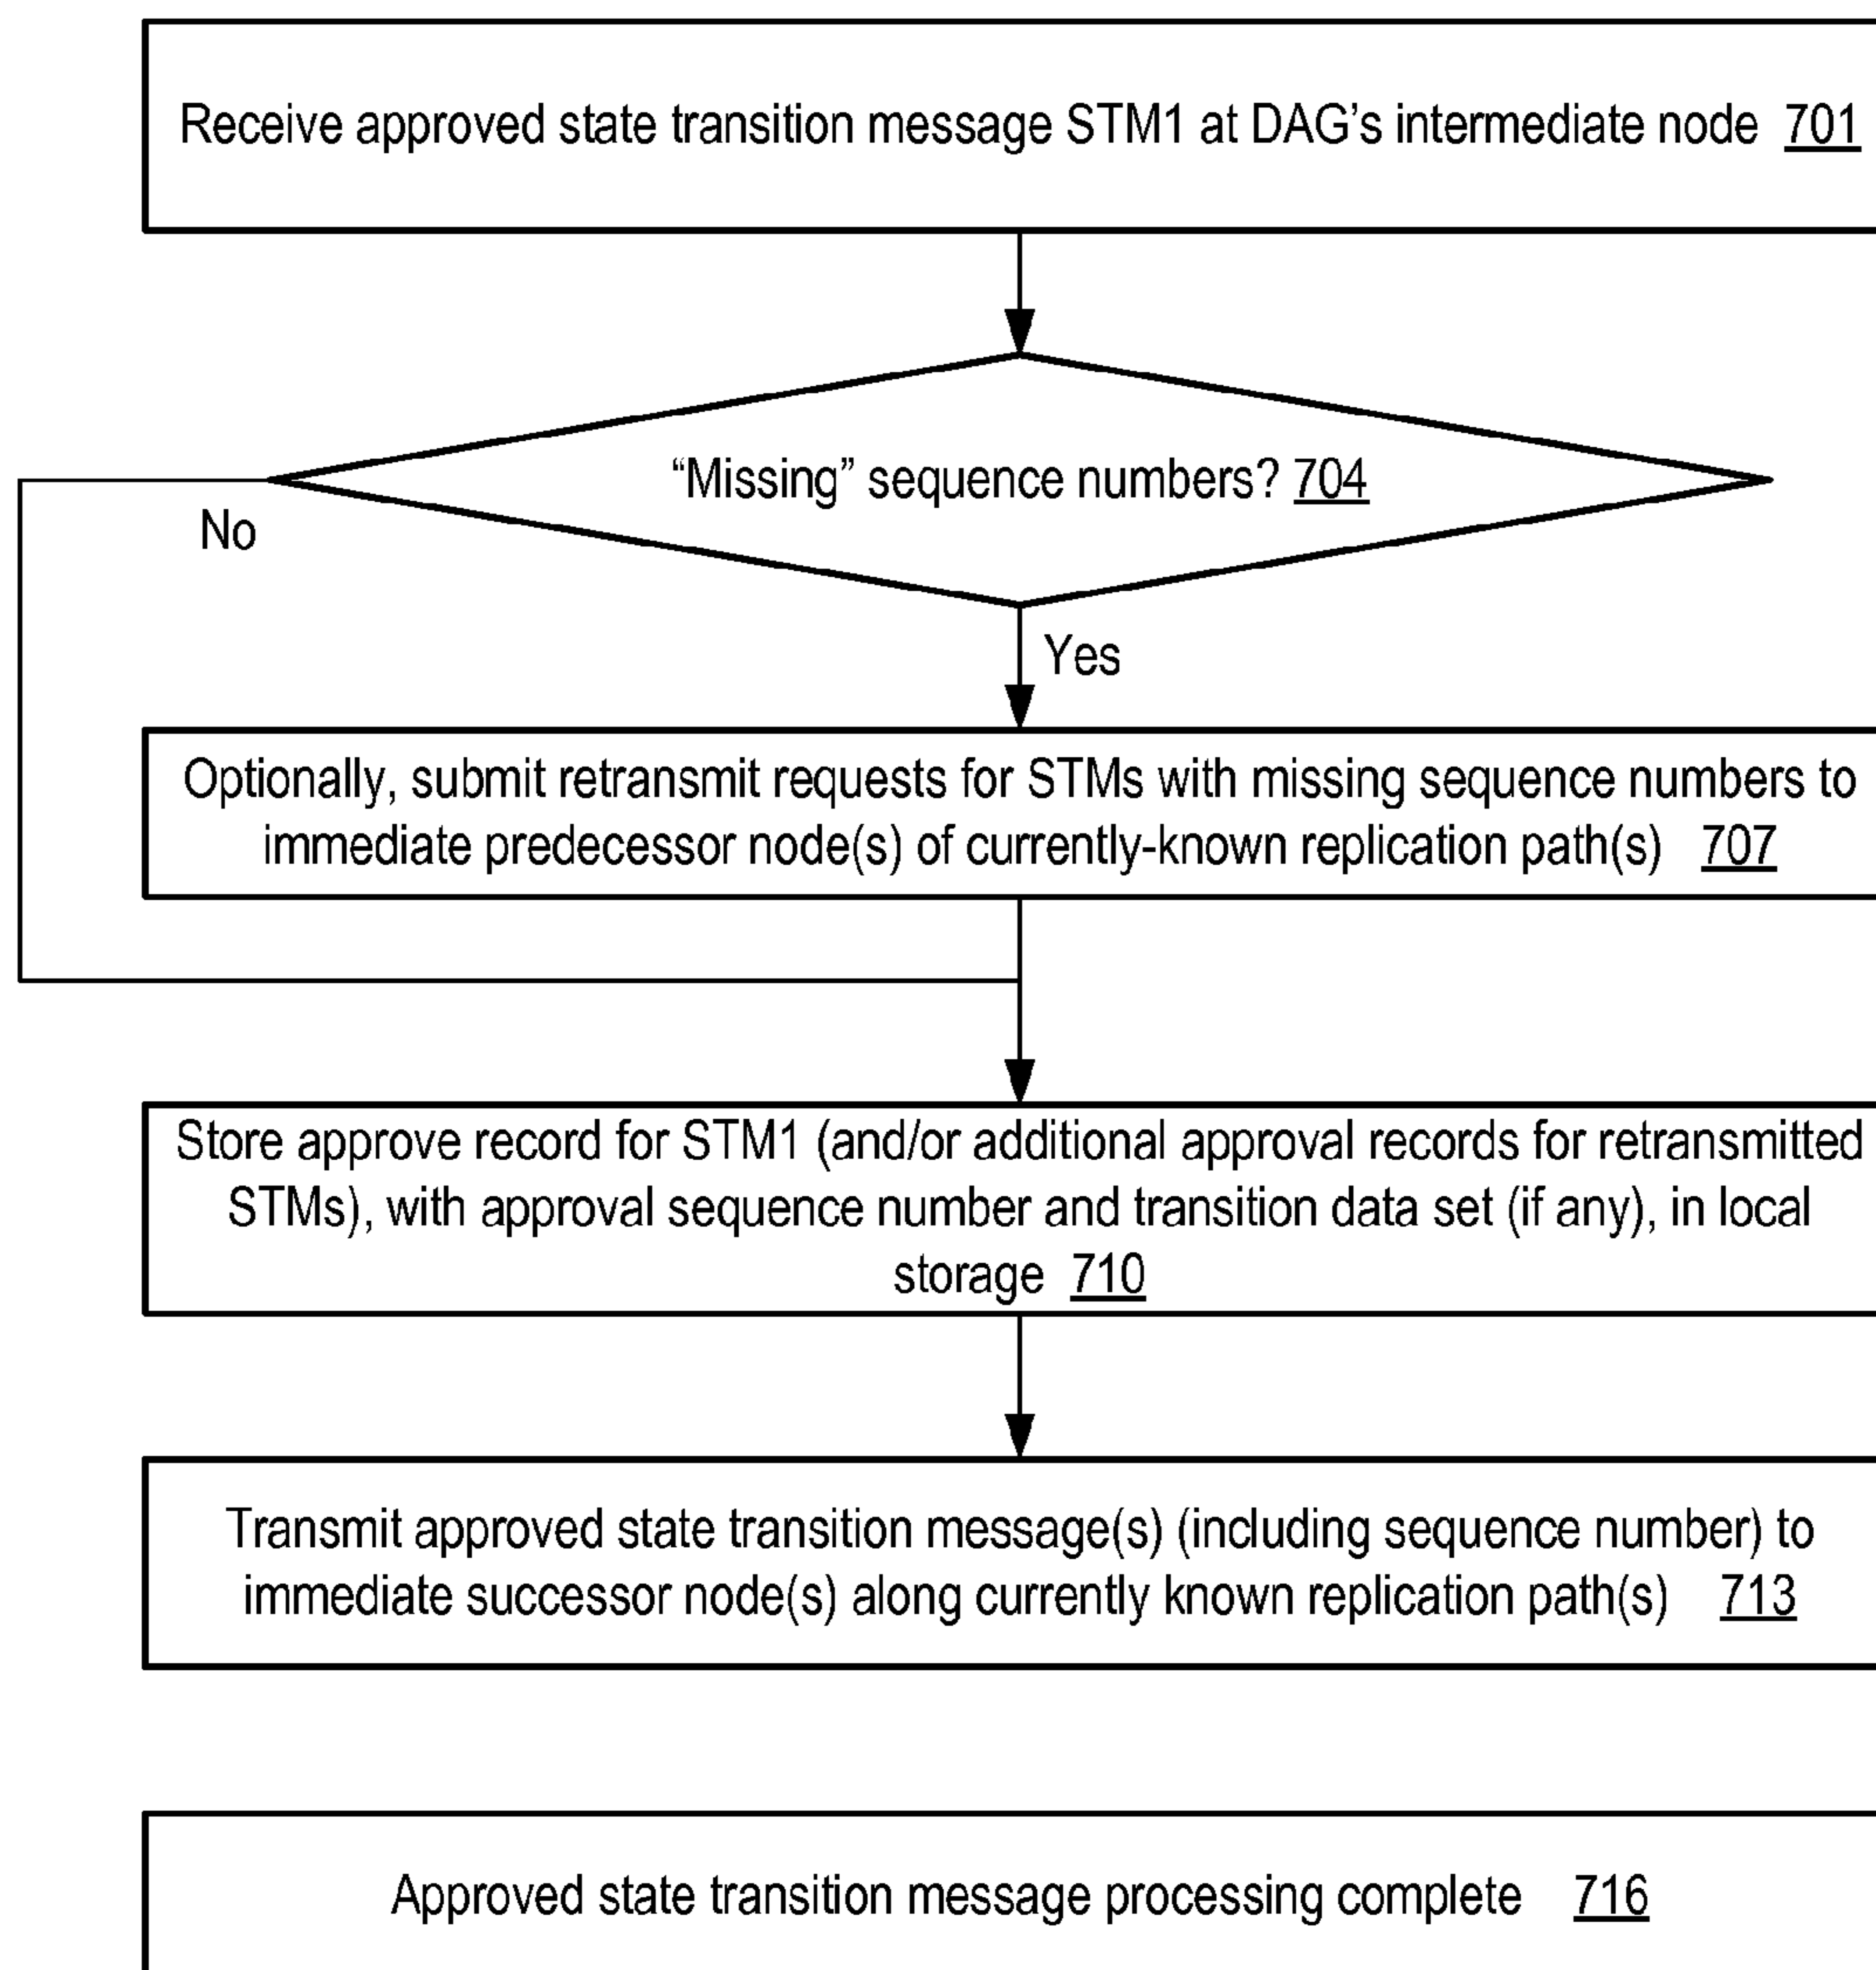 Receive approved state transition message STM1 at DAG’s intermediate node 701
“Missing” sequence numbers? 704
No
Yes
Optionally, submit retransmit requests for STMs with missing sequence numbers to
immediate predecessor node(s) of currently-known replication path(s) 707
Store approve record for STM1 (and/or additional approval records for retransmitted
STMs), with approval sequence number and transition data set (if any), in local
storage 710
Transmit approved state transition message(s) (including sequence number) to
immediate successor node(s) along currently known replication path(s) 713
Approved state transition message processing complete 716